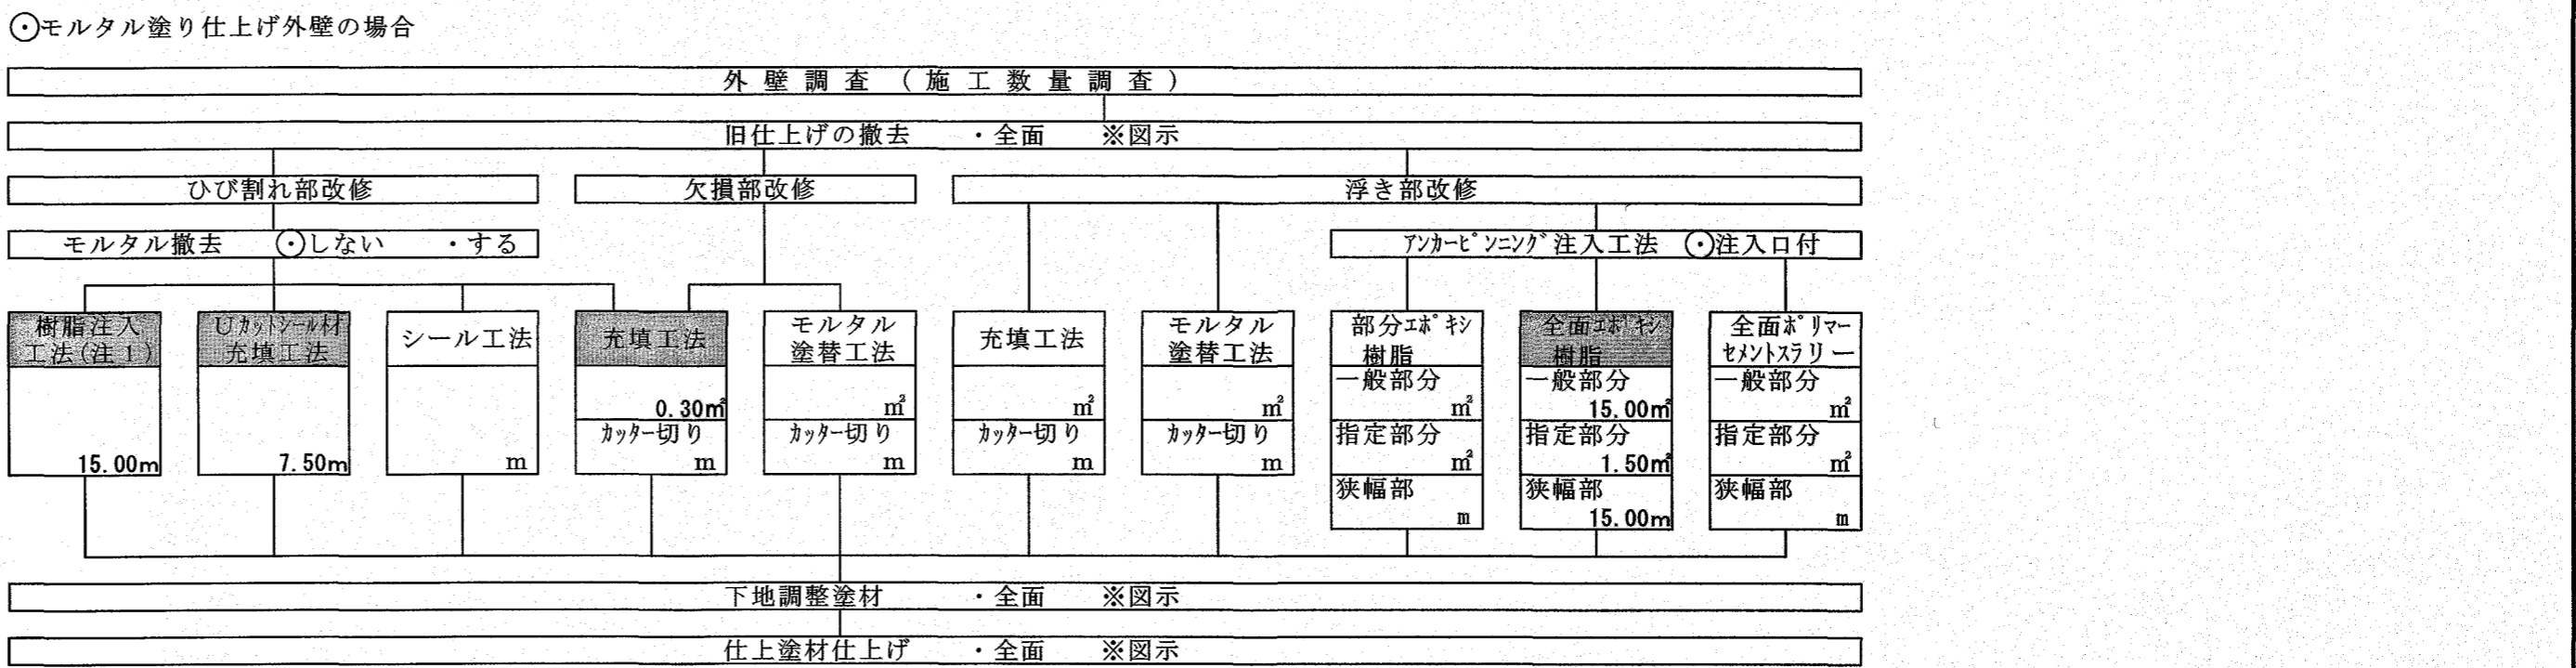 ⊙モルタル塗り仕上げ外壁の場合
外壁調査（施工数量調査）
旧仕上げの撤去 ・全面 ※図示
ひび割れ部改修 欠損部改修 浮き部改修
モルタル撤去 ⊙しない ・する
ｱﾝｶｰﾋﾟﾝﾆﾝｸﾞ注入工法 ⊙注入口付
樹脂注入
工法(注1)
15.00m
Uｶｯﾄｼｰﾙ材
充填工法
7.50m
シール工法
m
充填工法
0.30㎡
ｶｯﾀｰ切り
m
モルタル
塗替工法
㎡
ｶｯﾀｰ切り
m
充填工法
㎡
ｶｯﾀｰ切り
m
モルタル
塗替工法
㎡
ｶｯﾀｰ切り
m
部分ｴﾎﾟｷｼ
樹脂
一般部分
㎡
指定部分
㎡
狭幅部
m
全面ｴﾎﾟｷｼ
樹脂
一般部分
15.00㎡
指定部分
1.50㎡
狭幅部
15.00m
全面ﾎﾟﾘﾏｰ
ｾﾒﾝﾄｽﾗﾘｰ
一般部分
㎡
指定部分
㎡
狭幅部
m
下地調整塗材 ・全面 ※図示
仕上塗材仕上げ ・全面 ※図示